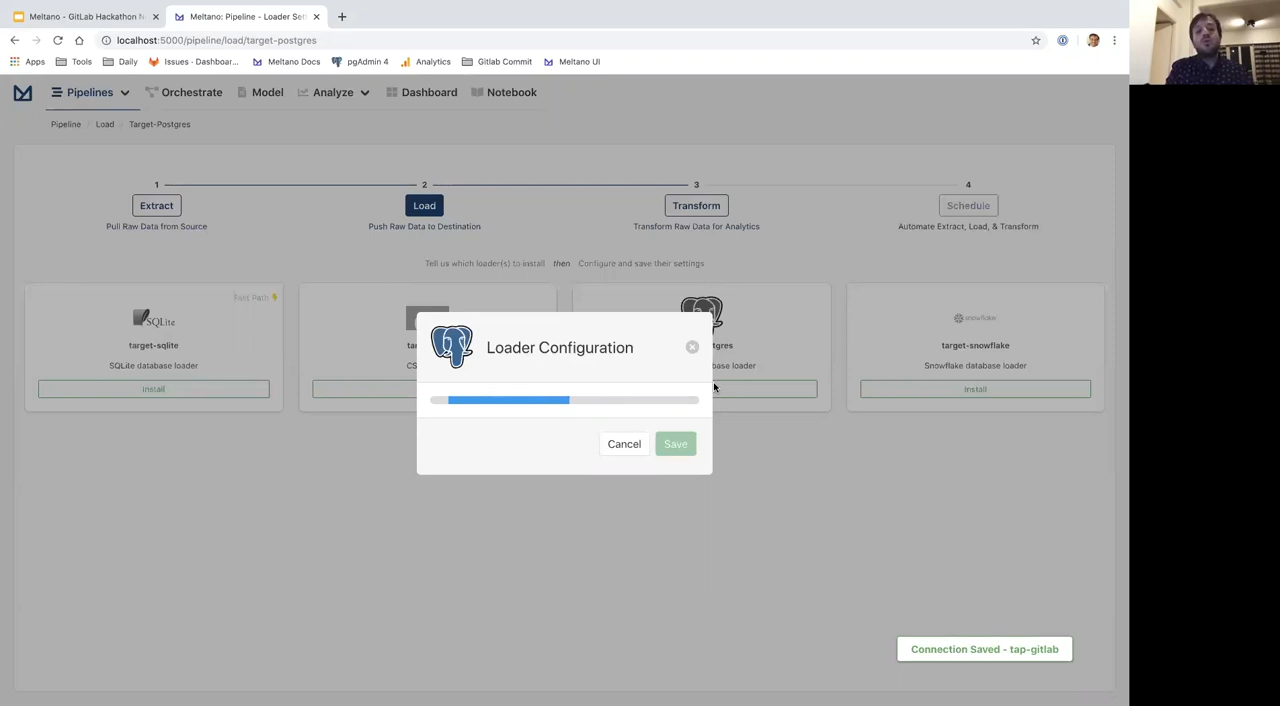 Meltano - GitLab Hackathon N
Meltano: Pipeline - Loader Set
localhost:5000/pipeline/load/target-postgres
Apps Tools Daily Issues · Dashboar... Meltano Docs pgAdmin 4 Analytics Gitlab Commit Meltano UI
Pipelines Orchestrate Model Analyze Dashboard Notebook
Pipeline / Load / Target-Postgres
1 2 3 4
Extract Load Transform Schedule
Pull Raw Data from Source Push Raw Data to Destination Transform Raw Data for Analytics Automate Extract, Load, & Transform
Tell us which loader(s) to install then Configure and save their settings
Fast Path
SQLite
snowflake
target-sqlite
target-snowflake
SQLite database loader
Snowflake database loader
Install
Install
Loader Configuration
Cancel Save
Connection Saved - tap-gitlab